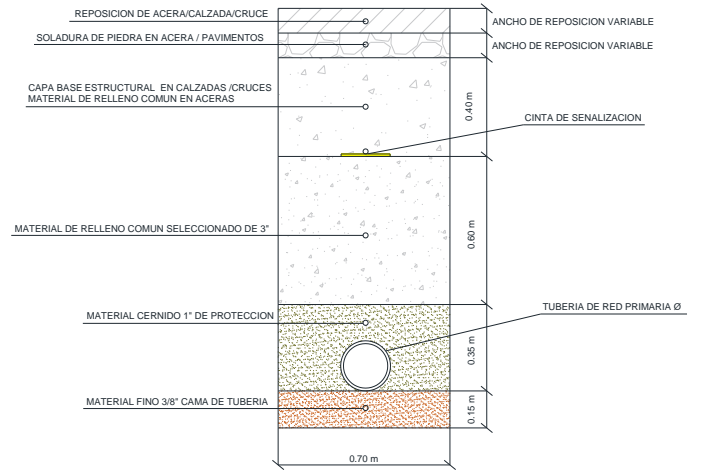 REPOSICION DE ACERA/CALZADA/CRUCE
ANCHO DE REPOSICION VARIABLE
SOLADURA DE PIEDRA EN ACERA / PAVIMENTOS
ANCHO DE REPOSICION VARIABLE
CAPA BASE ESTRUCTURAL EN CALZADAS /CRUCES
MATERIAL DE RELLENO COMUN EN ACERAS
0.40 m
CINTA DE SENALIZACION
MATERIAL DE RELLENO COMUN SELECCIONADO DE 3"
0.60 m
MATERIAL CERNIDO 1" DE PROTECCION
TUBERIA DE RED PRIMARIA Ø
0.35 m
MATERIAL FINO 3/8" CAMA DE TUBERIA
0.15 m
0.70 m